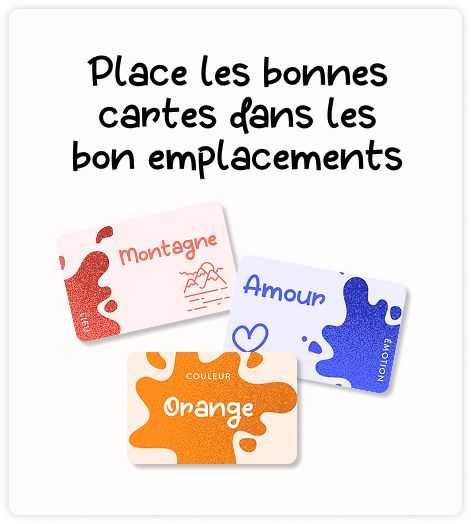 Place les bonnes
cartes dans les
bon emplacements
Montagne
LIEU
Amour
ÉMOTION
COULEUR
Orange